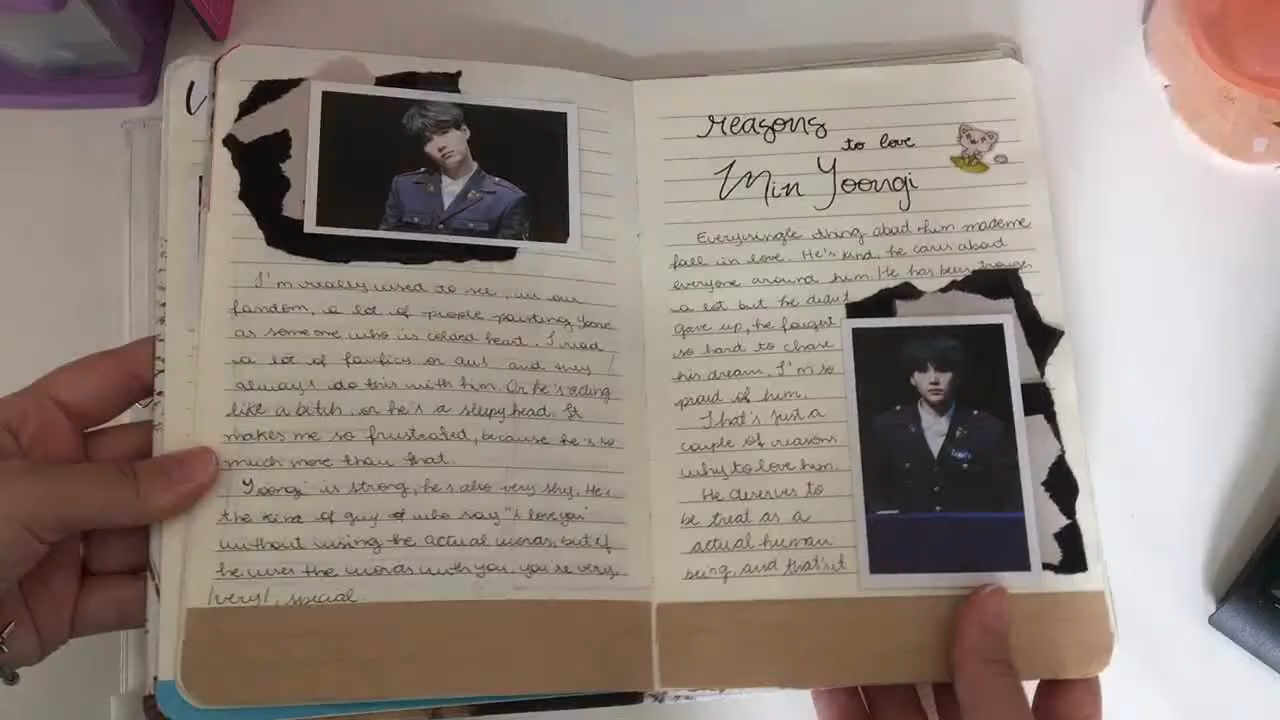 I'm really used to see, in our
fandom, a lot of people painting Yoongi
as someone who is cold heart. I read
a lot of fanfics or aus and they
always do this with him. Or he's acting
like a bitch, or he's a sleepy head. It
makes me so frustrated, because he's so
much more than that.
Yoongi is strong, he's also very shy. He's
the kind of guy who say "I love you"
without using the actual words, but if
he uses the words with you, you're very,
/very/, special.
reasons
to love
Min Yoongi
Everysingle thing about him made me
fall in love. He's kind, he cares about
everyone around him. He has been trough
a lot but he didn't
gave up, he fought
so hard to chase
his dream. I'm so
proud of him.
That's just a
couple of reasons
why to love him.
He deserves to
be treat as a
actual human
being, and that's it